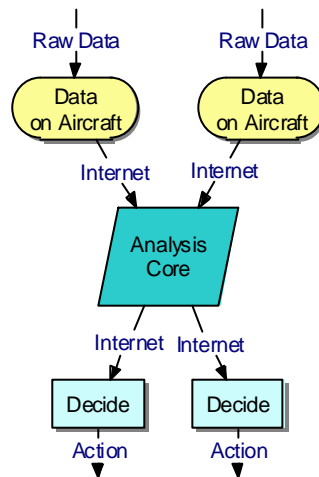 Raw Data
Raw Data
Data
on Aircraft
Data
on Aircraft
Internet
Internet
Analysis
Core
Internet
Internet
Decide
Decide
Action
Action